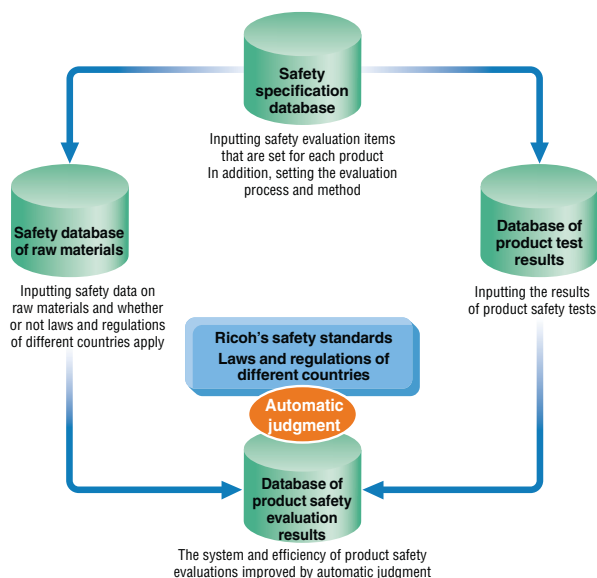 Safety
specification
database
Inputting safety evaluation items
that are set for each product
In addition, setting the evaluation
process and method
Safety database
of raw materials
Inputting safety data on
raw materials and whether
or not laws and regulations
of different countries apply
Database of
product test
results
Inputting the results
of product safety tests
Ricoh's safety standards
Laws and regulations of
different countries
Automatic
judgment
Database of
product safety
evaluation
results
The system and efficiency of product safety
evaluations improved by automatic judgment